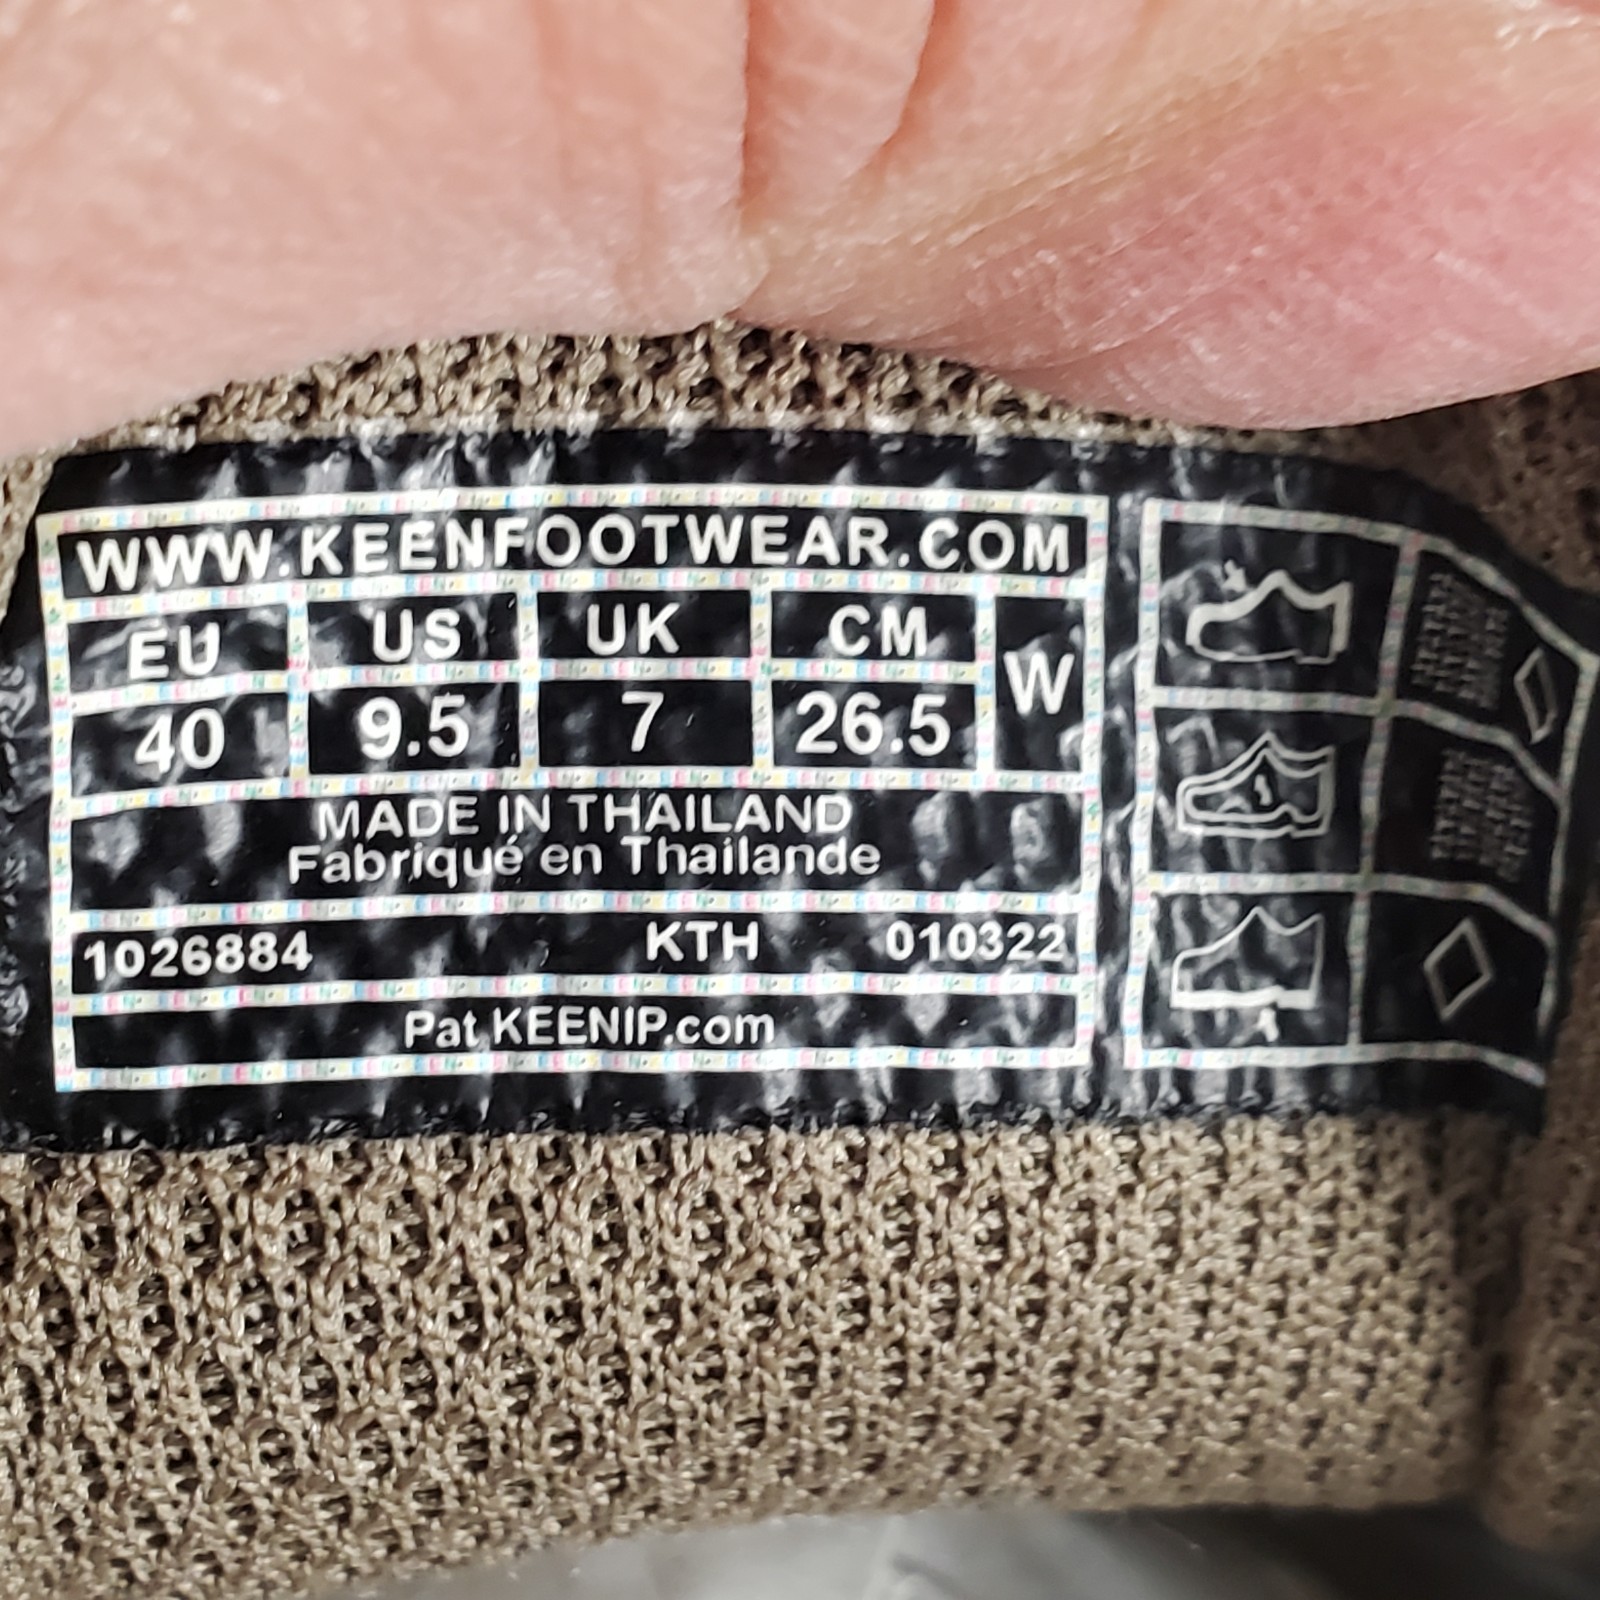 WWW.KEENFOOTWEAR.COM
EU US UK CM W
40 9.5 7 26.5
MADE IN THAILAND
Fabriqué en Thailande
1026884 KTH 010322
Pat KEENIP.com